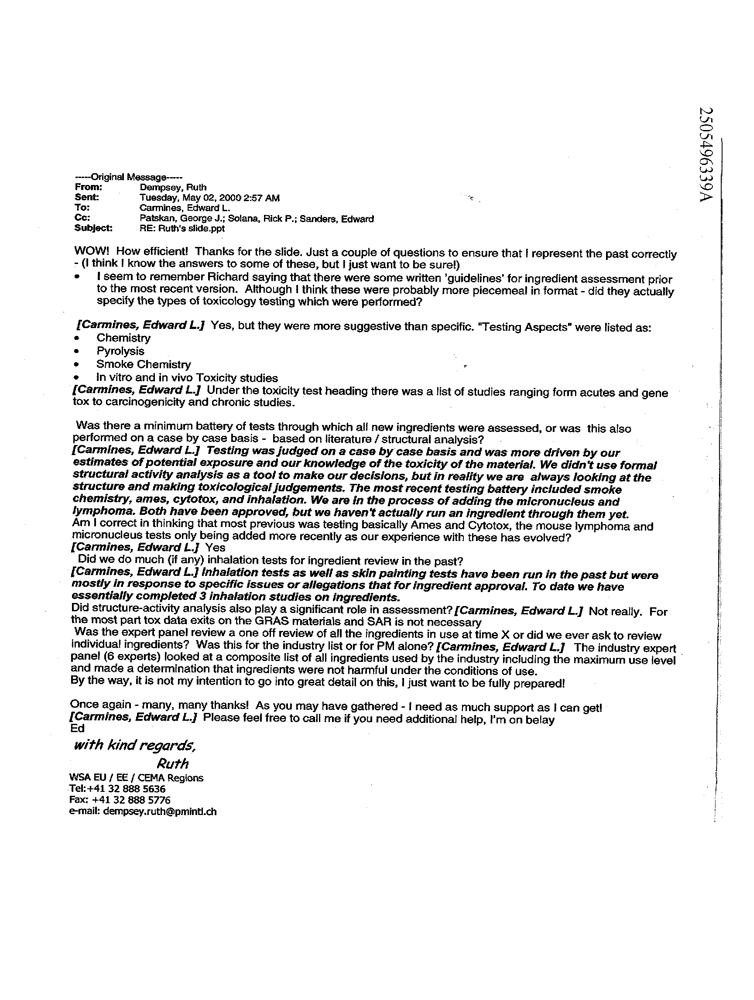 2505496339A
-----Original Message-----
From: Dempsey, Ruth
Sent: Tuesday, May 02, 2000 2:57 AM
To: Carmines, Edward L.
Cc: Patskan, George J.; Solana, Rick P.; Sanders, Edward
Subject: RE: Ruth's slide.ppt
WOW! How efficient! Thanks for the slide. Just a couple of questions to ensure that I represent the past correctly
- (I think I know the answers to some of these, but I just want to be sure!)
• I seem to remember Richard saying that there were some written 'guidelines' for ingredient assessment prior
to the most recent version. Although I think these were probably more piecemeal in format - did they actually
specify the types of toxicology testing which were performed?
[Carmines, Edward L.] Yes, but they were more suggestive than specific. "Testing Aspects" were listed as:
• Chemistry
• Pyrolysis
• Smoke Chemistry
• In vitro and in vivo Toxicity studies
[Carmines, Edward L.] Under the toxicity test heading there was a list of studies ranging form acutes and gene
tox to carcinogenicity and chronic studies.
Was there a minimum battery of tests through which all new ingredients were assessed, or was this also
performed on a case by case basis - based on literature / structural analysis?
[Carmines, Edward L.] Testing was judged on a case by case basis and was more driven by our
estimates of potential exposure and our knowledge of the toxicity of the material. We didn't use formal
structural activity analysis as a tool to make our decisions, but in reality we are always looking at the
structure and making toxicological judgements. The most recent testing battery included smoke
chemistry, ames, cytotox, and inhalation. We are in the process of adding the micronucleus and
lymphoma. Both have been approved, but we haven't actually run an ingredient through them yet.
Am I correct in thinking that most previous was testing basically Ames and Cytotox, the mouse lymphoma and
micronucleus tests only being added more recently as our experience with these has evolved?
[Carmines, Edward L.] Yes
Did we do much (if any) inhalation tests for ingredient review in the past?
[Carmines, Edward L.] Inhalation tests as well as skin painting tests have been run in the past but were
mostly in response to specific issues or allegations that for ingredient approval. To date we have
essentially completed 3 inhalation studies on ingredients.
Did structure-activity analysis also play a significant role in assessment? [Carmines, Edward L.] Not really. For
the most part tox data exits on the GRAS materials and SAR is not necessary
Was the expert panel review a one off review of all the ingredients in use at time X or did we ever ask to review
individual ingredients? Was this for the industry list or for PM alone? [Carmines, Edward L.] The industry expert
panel (6 experts) looked at a composite list of all ingredients used by the industry including the maximum use level
and made a determination that ingredients were not harmful under the conditions of use.
By the way, it is not my intention to go into great detail on this, I just want to be fully prepared!
Once again - many, many thanks! As you may have gathered - I need as much support as I can get!
[Carmines, Edward L.] Please feel free to call me if you need additional help, I'm on belay
Ed
with kind regards,
Ruth
WSA EU / EE / CEMA Regions
Tel:+41 32 888 5636
Fax: +41 32 888 5776
e-mail: dempsey.ruth@pmintl.ch